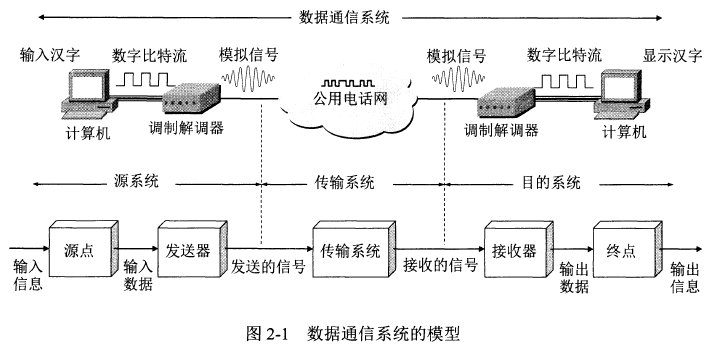 数据通信系统
输入汉字
数字比特流
模拟信号
模拟信号
数字比特流
显示汉字
公用电话网
计算机
调制解调器
调制解调器
计算机
源系统
传输系统
目的系统
源点
发送器
传输系统
接收器
终点
输入
信息
输入
数据
发送的信号
接收的信号
输出
数据
输出
信息
图 2-1 数据通信系统的模型